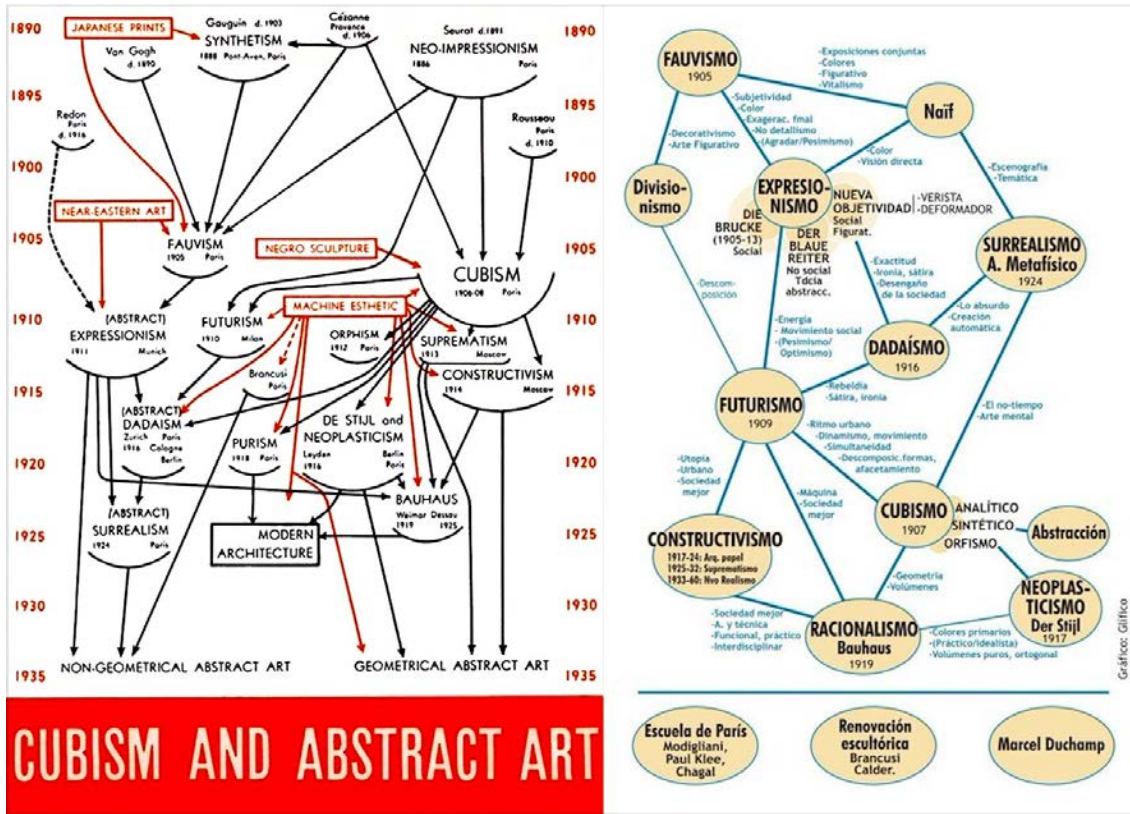 1890
1895
1900
1905
1910
1915
1920
1925
1930
1935
JAPANESE PRINTS
Van Gogh
d. 1890
Gauguin d. 1903
SYNTHETISM
1888 Pont-Aven, Paris
Cézanne
Provence
d. 1906
Seurat d.1891
NEO-IMPRESSIONISM
1886 Paris
1890
1895
1900
1905
1910
1915
1920
1925
1930
1935
Redon
Paris
d. 1916
Rousseau
Paris
d. 1910
NEAR-EASTERN ART
FAUVISM
1905 Paris
NEGRO SCULPTURE
CUBISM
1906-08 Paris
(ABSTRACT)
EXPRESSIONISM
1911 Munich
FUTURISM
1910 Milan
MACHINE ESTHETIC
ORPHISM
1912 Paris
SUPREMATISM
1913 Moscow
Brancusi
Paris
CONSTRUCTIVISM
1914 Moscow
(ABSTRACT)
DADAISM
Zurich Paris
1916 Cologne
Berlin
PURISM
1918 Paris
DE STIJL and
NEOPLASTICISM
Leyden Berlin
1916 Paris
BAUHAUS
Weimar Dessau
1919 1925
(ABSTRACT)
SURREALISM
1924 Paris
MODERN
ARCHITECTURE
NON-GEOMETRICAL ABSTRACT ART
GEOMETRICAL ABSTRACT ART
CUBISM AND ABSTRACT ART
FAUVISMO
1905
-Exposiciones conjuntas
-Colores
-Figurativo
-Vitalismo
Naïf
-Subjetividad
-Color
-Exagerac. fmal
-No detallismo
-(Agradar/Pesimismo)
-Decorativismo
-Arte Figurativo
-Color
-Visión directa
-Escenografía
-Temática
Divisio-
nismo
EXPRESIO-
NISMO
DIE
BRUCKE
(1905-13)
Social
DER
BLAUE
REITER
No social
Tdcia
abstracc.
NUEVA
OBJETIVIDAD
Social
Figurat.
-VERISTA
-DEFORMADOR
SURREALISMO
A. Metafísico
1924
-Descom-
posición
-Exactitud
-Ironia, sátira
-Desengaño
de la sociedad
-Lo absurdo
-Creación
automática
-Energía
- Movimiento social
-(Pesimismo/
Optimismo)
DADAÍSMO
1916
-Rebeldia
-Sátira, ironia
FUTURISMO
1909
-El no-tiempo
-Arte mental
-Ritmo urbano
- Dinamismo, movimiento
-Simultaneidad
-Descomposic.formas,
afacetamiento
-Utopia
-Urbano
-Sociedad
mejor
-Máquina
-Sociedad
mejor
CUBISMO
1907
ANALÍTICO
SINTÉTICO
ORFISMO
Abstracción
CONSTRUCTIVISMO
1917-24: Arq. papel
1925-32: Suprematismo
1933-60: Nvo Realismo
-Geometría
-Volúmenes
NEOPLAS-
TICISMO
Der Stijl
1917
-Sociedad mejor
-A. y técnica
-Funcional, práctico
-Interdisciplinar
RACIONALISMO
Bauhaus
1919
-Colores primarios
-(Práctico/idealista)
-Volúmenes puros, ortogonal
Gráfico: Glífico
Escuela de París
Modigliani,
Paul Klee,
Chagal
Renovación
escultórica
Brancusi
Calder.
Marcel Duchamp